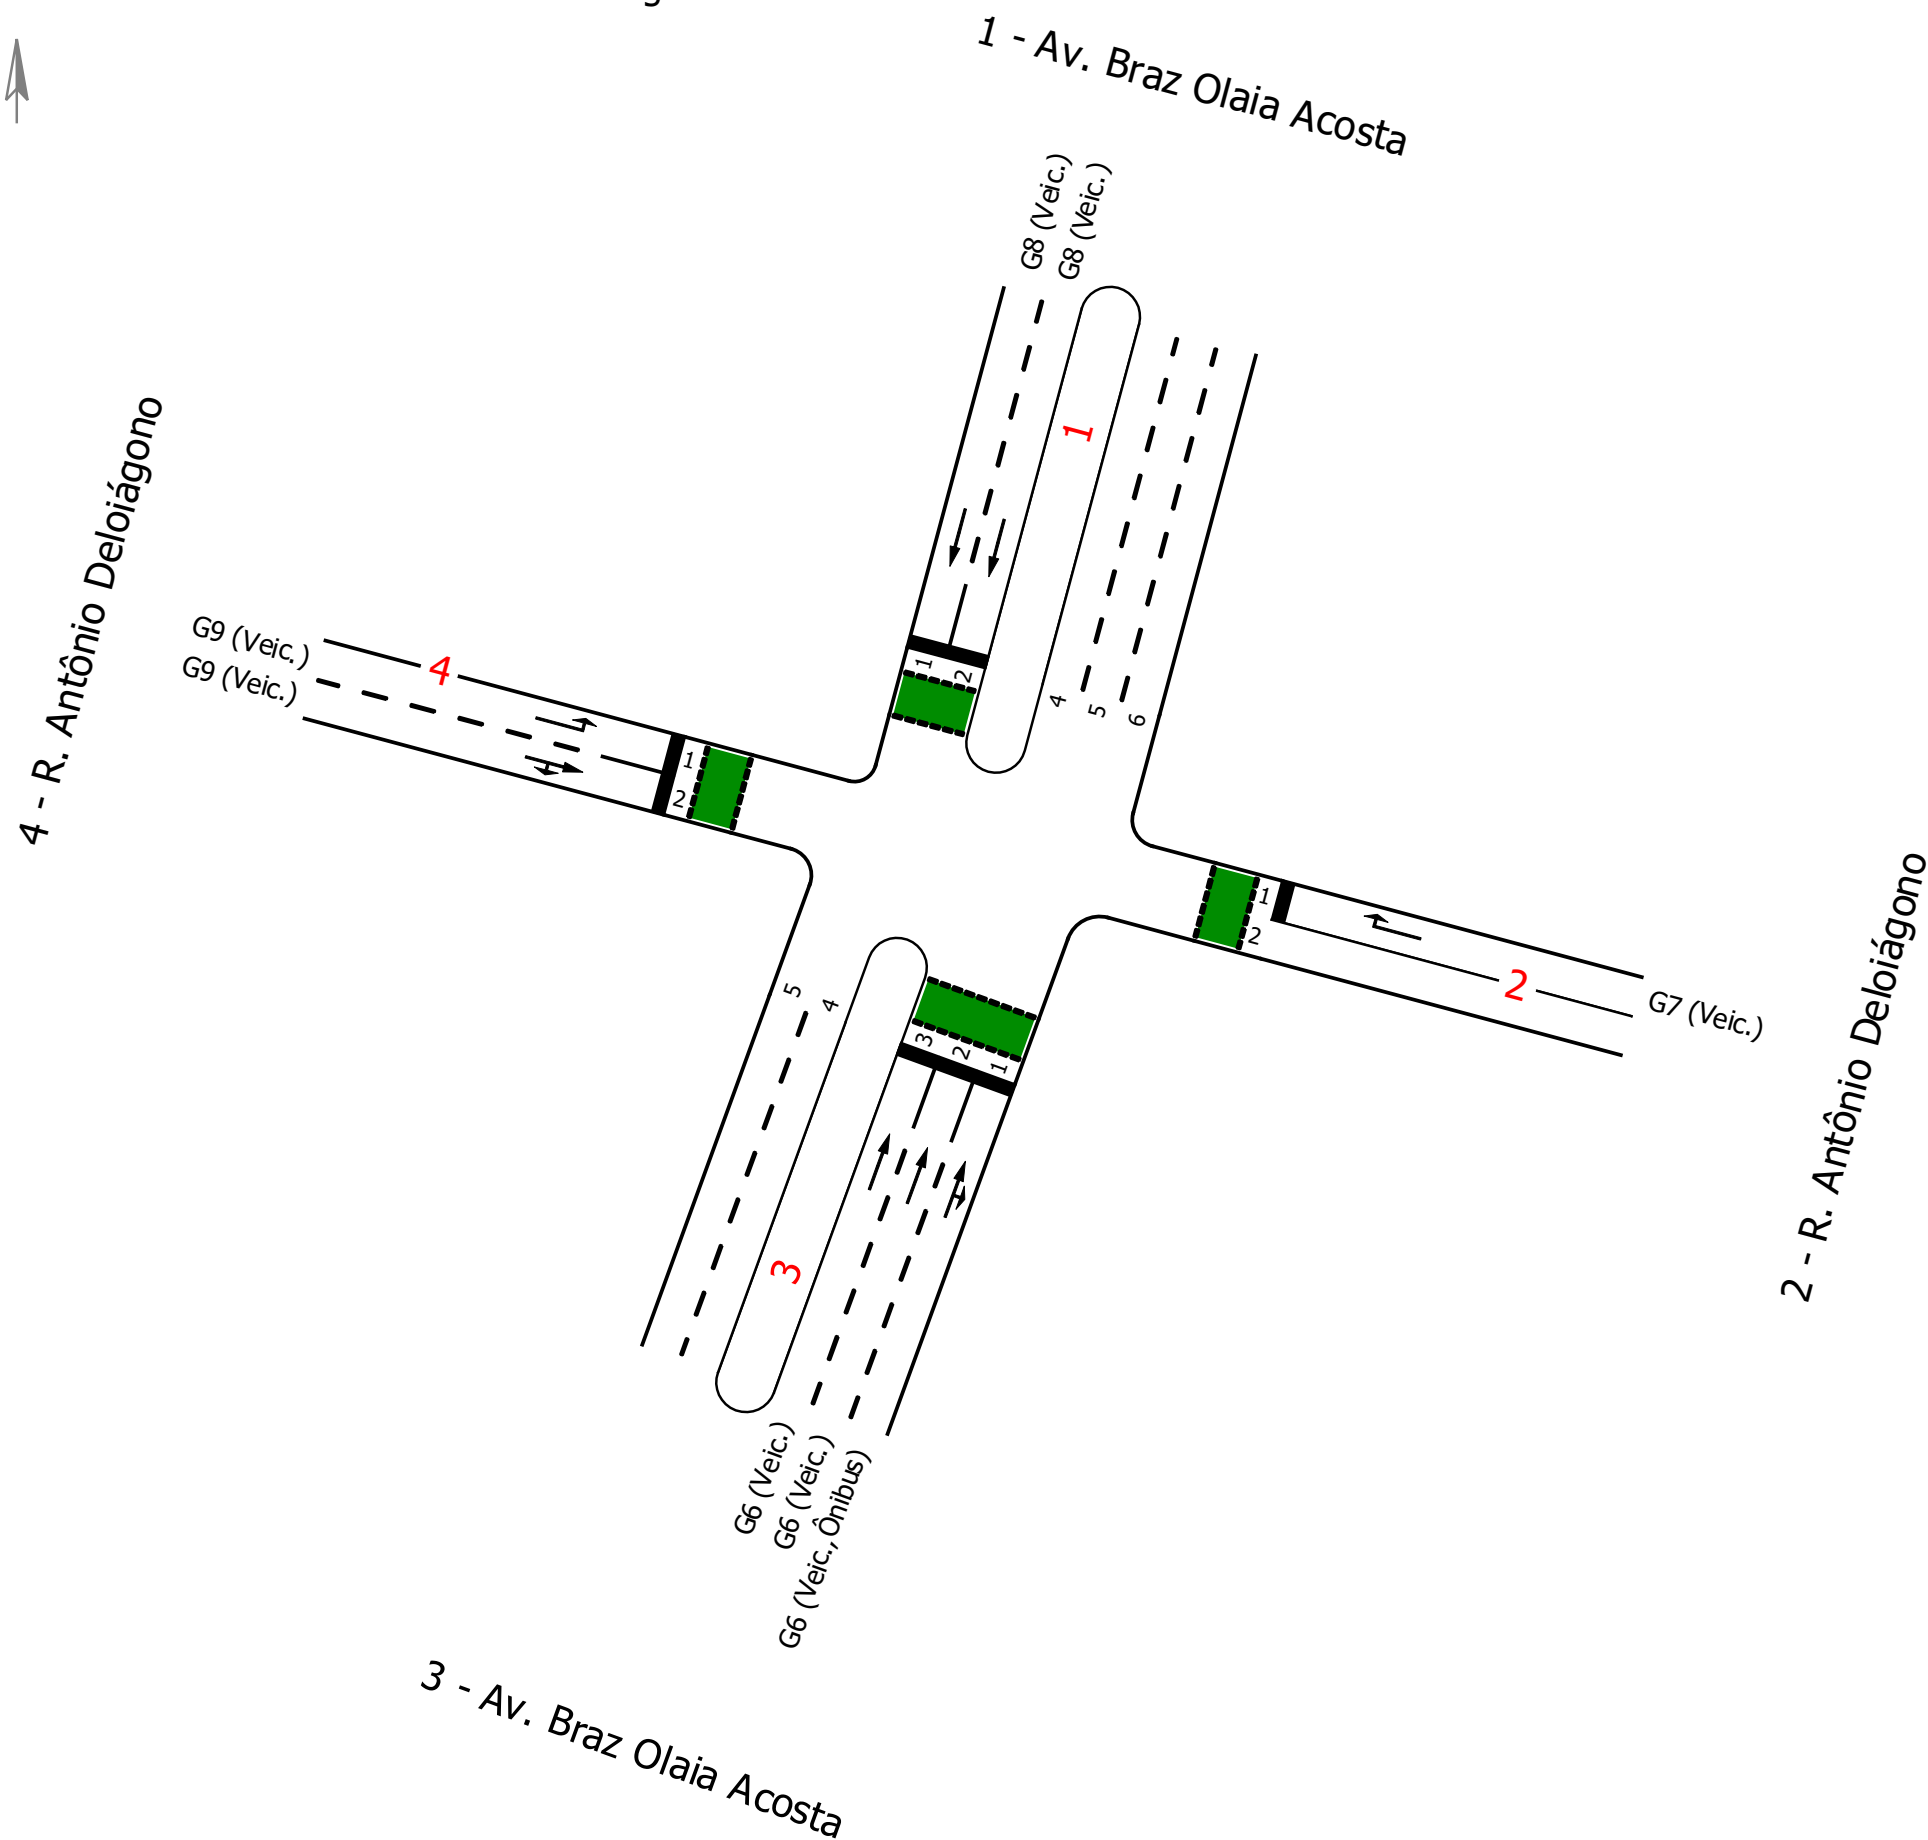 1 - Av. Braz Olaia Acosta
G8 (Veic.)
G8 (Veic.)
1
4 - R. Antônio Deloiágono
G9 (Veic.)
G9 (Veic.)
4
1
2
4
5
6
1
2
1
2
2
G7 (Veic.)
2 - R. Antônio Deloiágono
5
4
3
2
1
3
G6 (Veic.)
G6 (Veic.)
G6 (Veic., Ônibus)
3 - Av. Braz Olaia Acosta